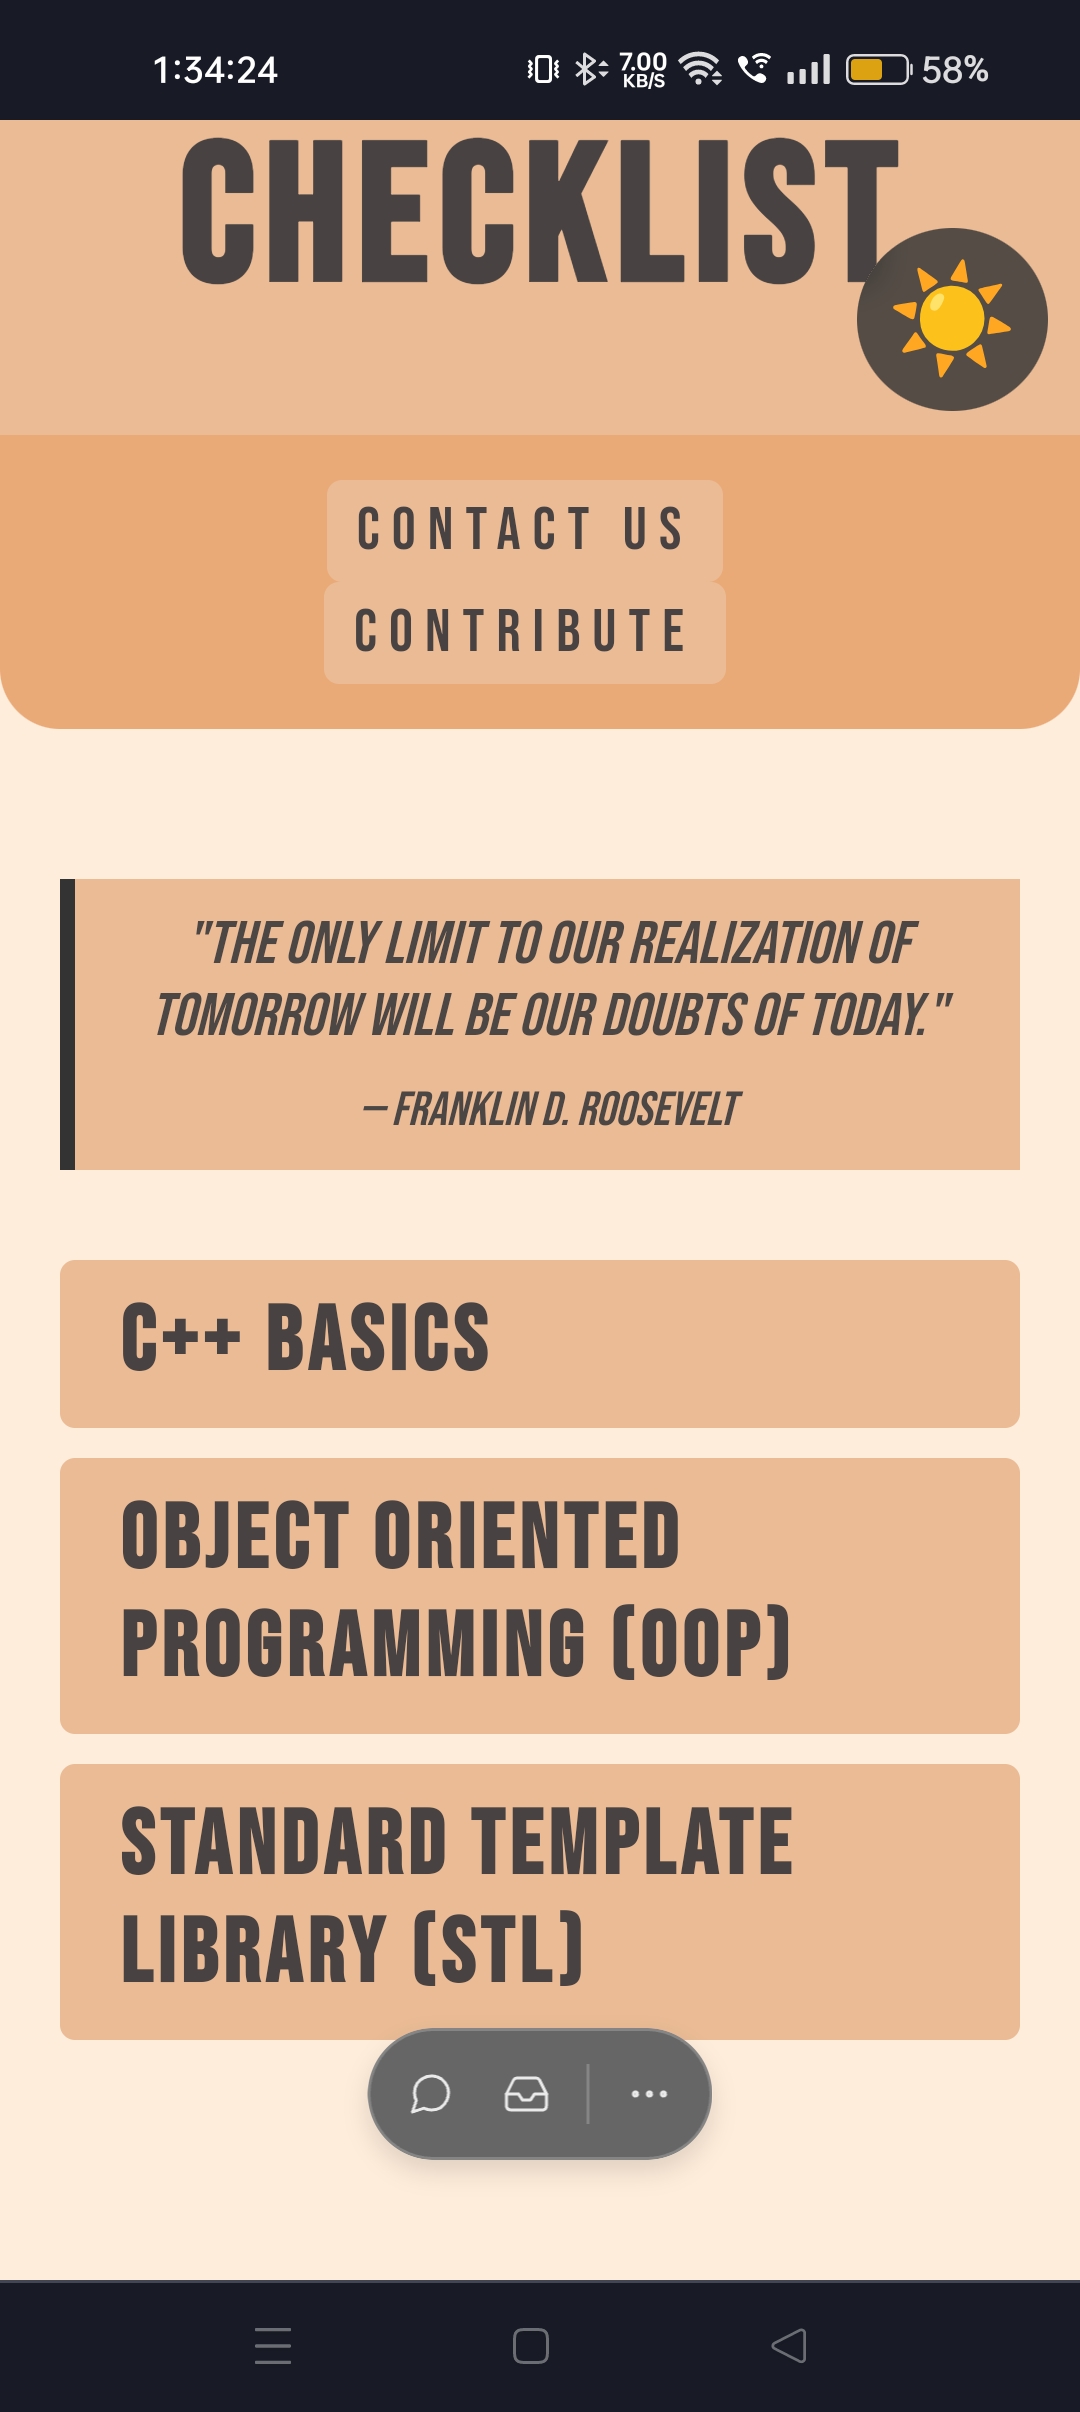 1:34:24 7.00 KB/S 58%
CHECKLIST
CONTACT US
CONTRIBUTE
"THE ONLY LIMIT TO OUR REALIZATION OF
TOMORROW WILL BE OUR DOUBTS OF TODAY."
— FRANKLIN D. ROOSEVELT
C++ BASICS
OBJECT ORIENTED
PROGRAMMING (OOP)
STANDARD TEMPLATE
LIBRARY (STL)